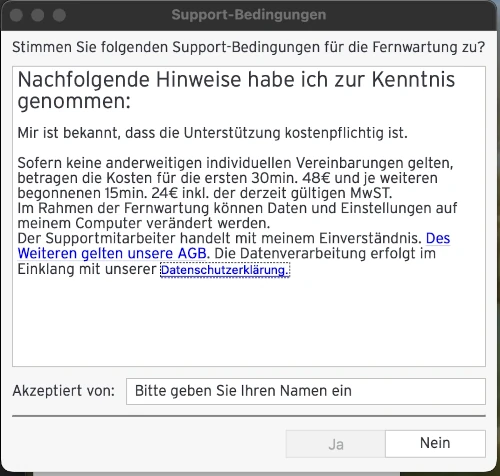 Support-Bedingungen
Stimmen Sie folgenden Support-Bedingungen für die Fernwartung zu?
Nachfolgende Hinweise habe ich zur Kenntnis
genommen:
Mir ist bekannt, dass die Unterstützung kostenpflichtig ist.
Sofern keine anderweitigen individuellen Vereinbarungen gelten,
betragen die Kosten für die ersten 30min. 48€ und je weiteren
begonnenen 15min. 24€ inkl. der derzeit gültigen MwST.
Im Rahmen der Fernwartung können Daten und Einstellungen auf
meinem Computer verändert werden.
Der Supportmitarbeiter handelt mit meinem Einverständnis. Des
Weiteren gelten unsere AGB. Die Datenverarbeitung erfolgt im
Einklang mit unserer Datenschutzerklärung.
Akzeptiert von: Bitte geben Sie Ihren Namen ein
Ja Nein